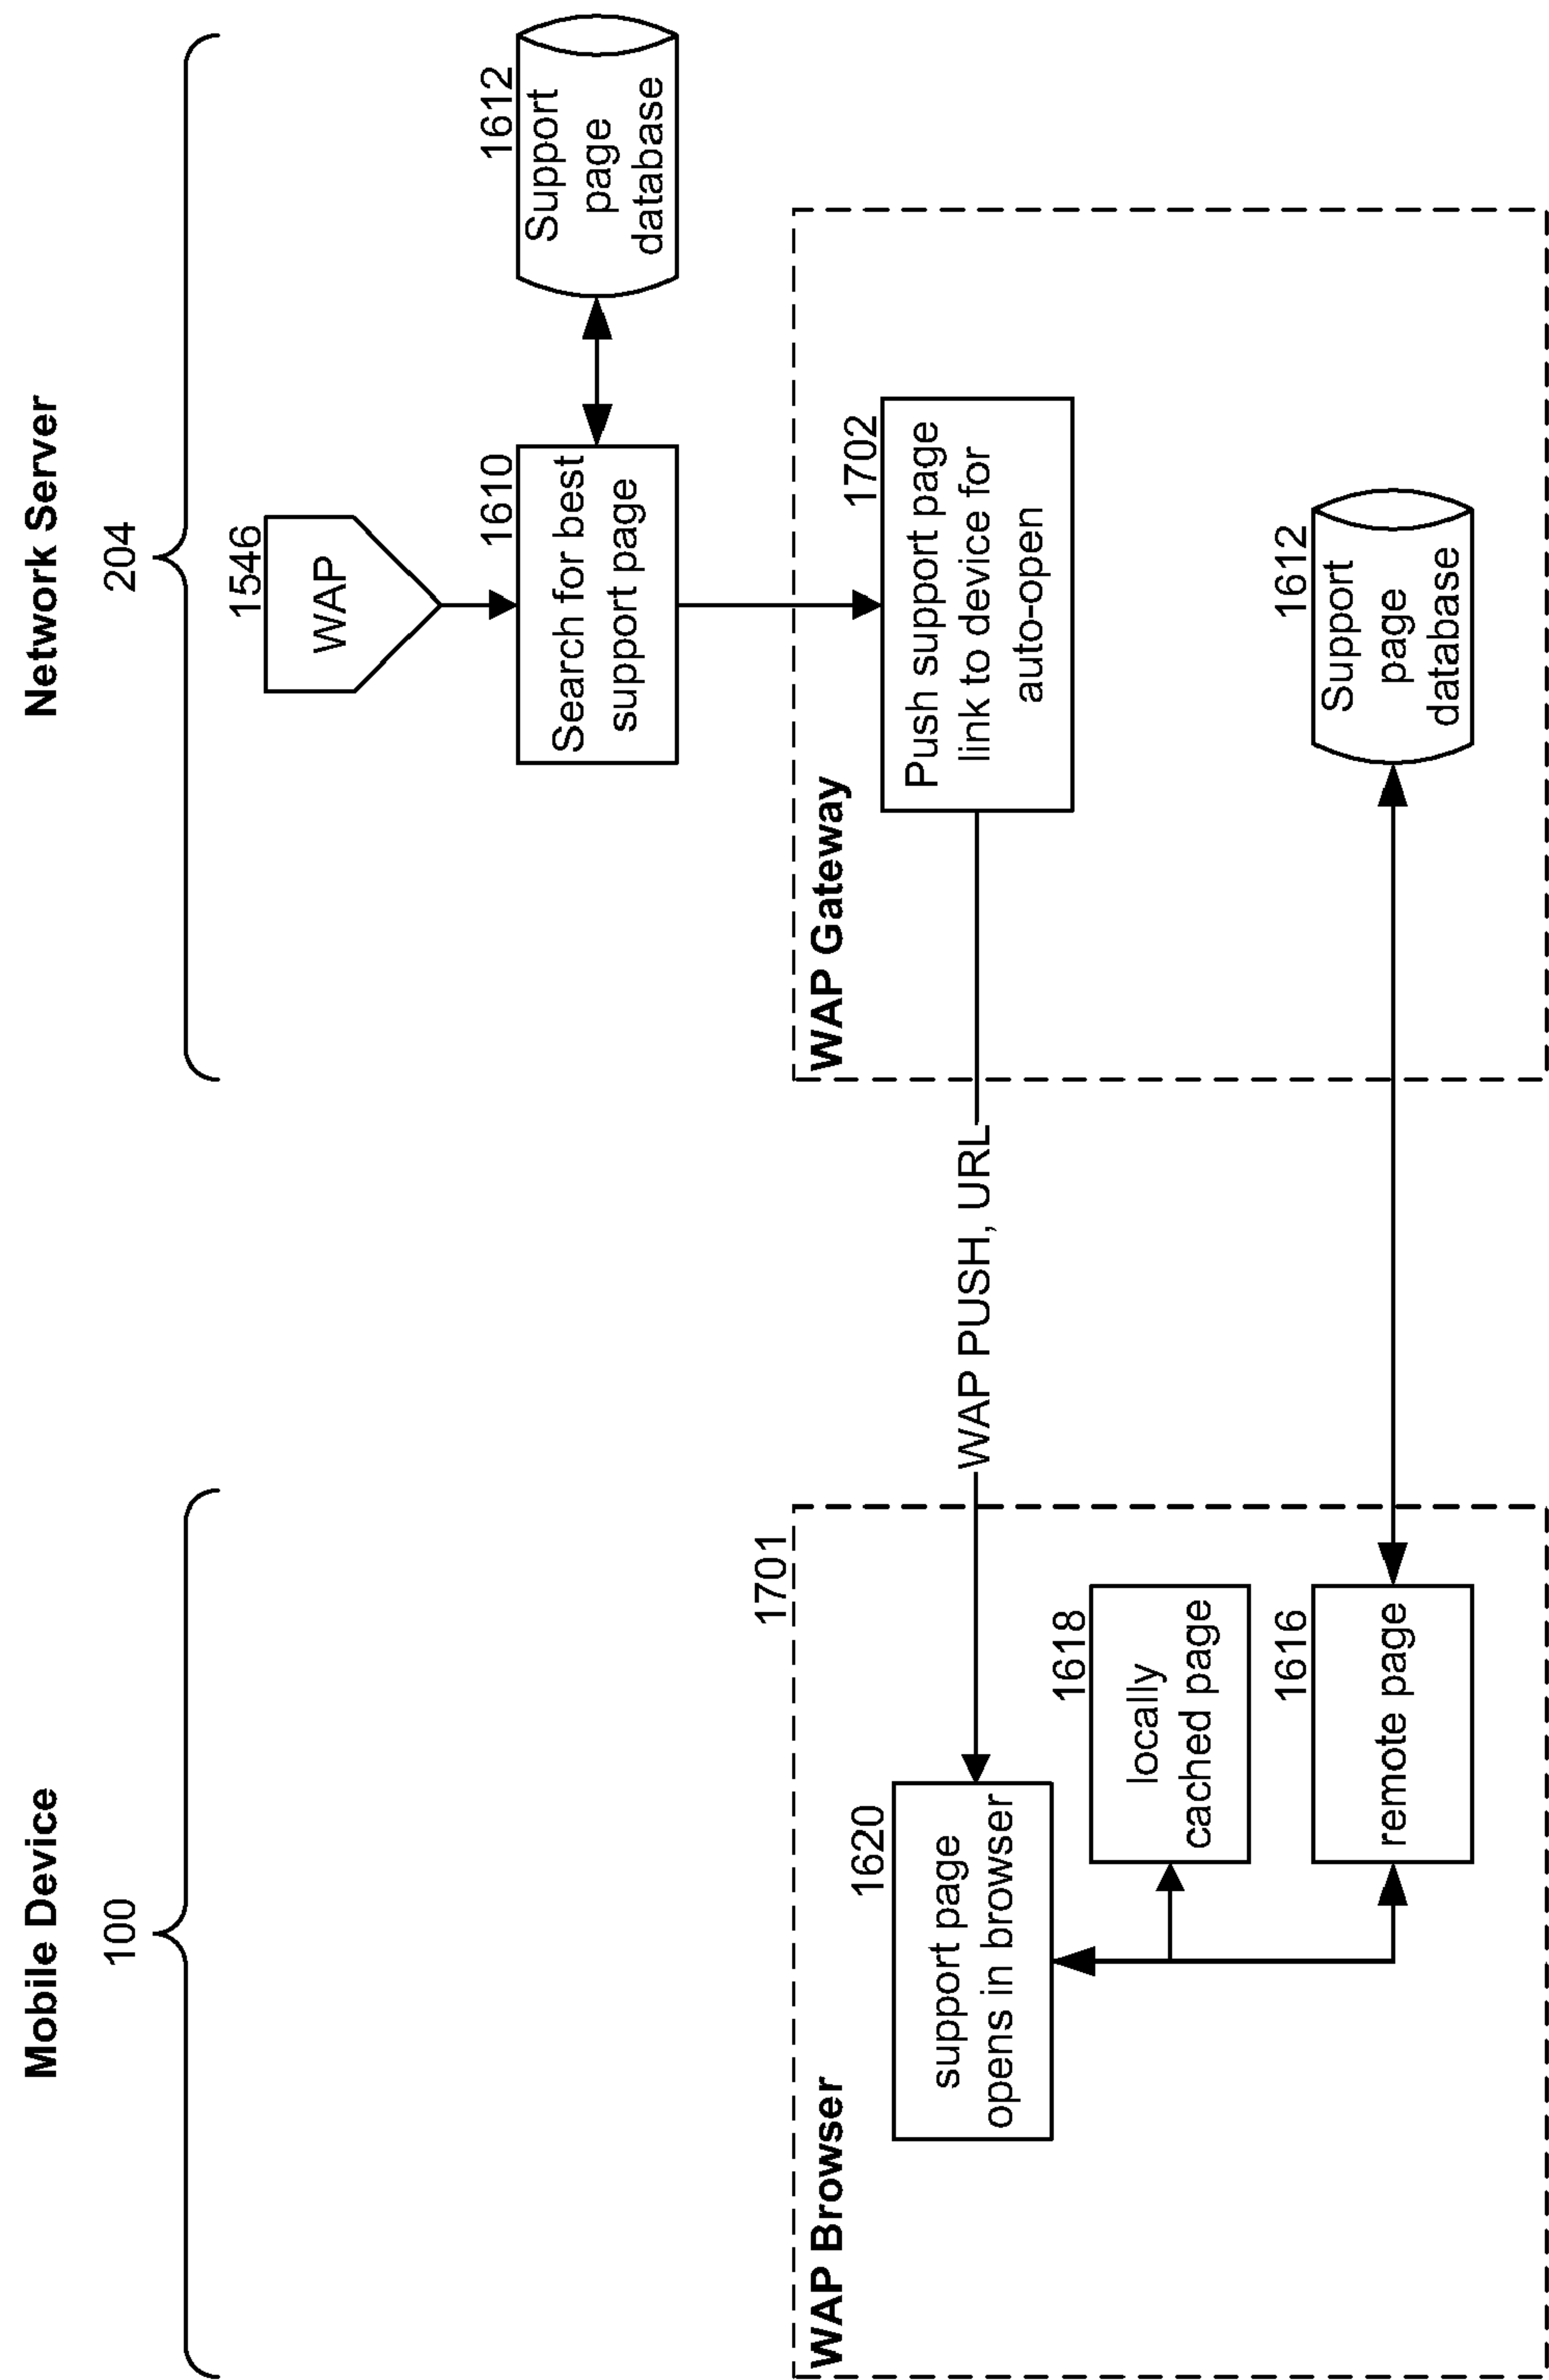 Mobile Device
Network Server
100
204
1546
WAP
1610
Search for best
support page
1612
Support
page
database
1701
WAP Browser
WAP Gateway
1620
support page
opens in browser
WAP PUSH, URL
1702
Push support page
link to device for
auto-open
1618
locally
cached page
1616
remote page
1612
Support
page
database